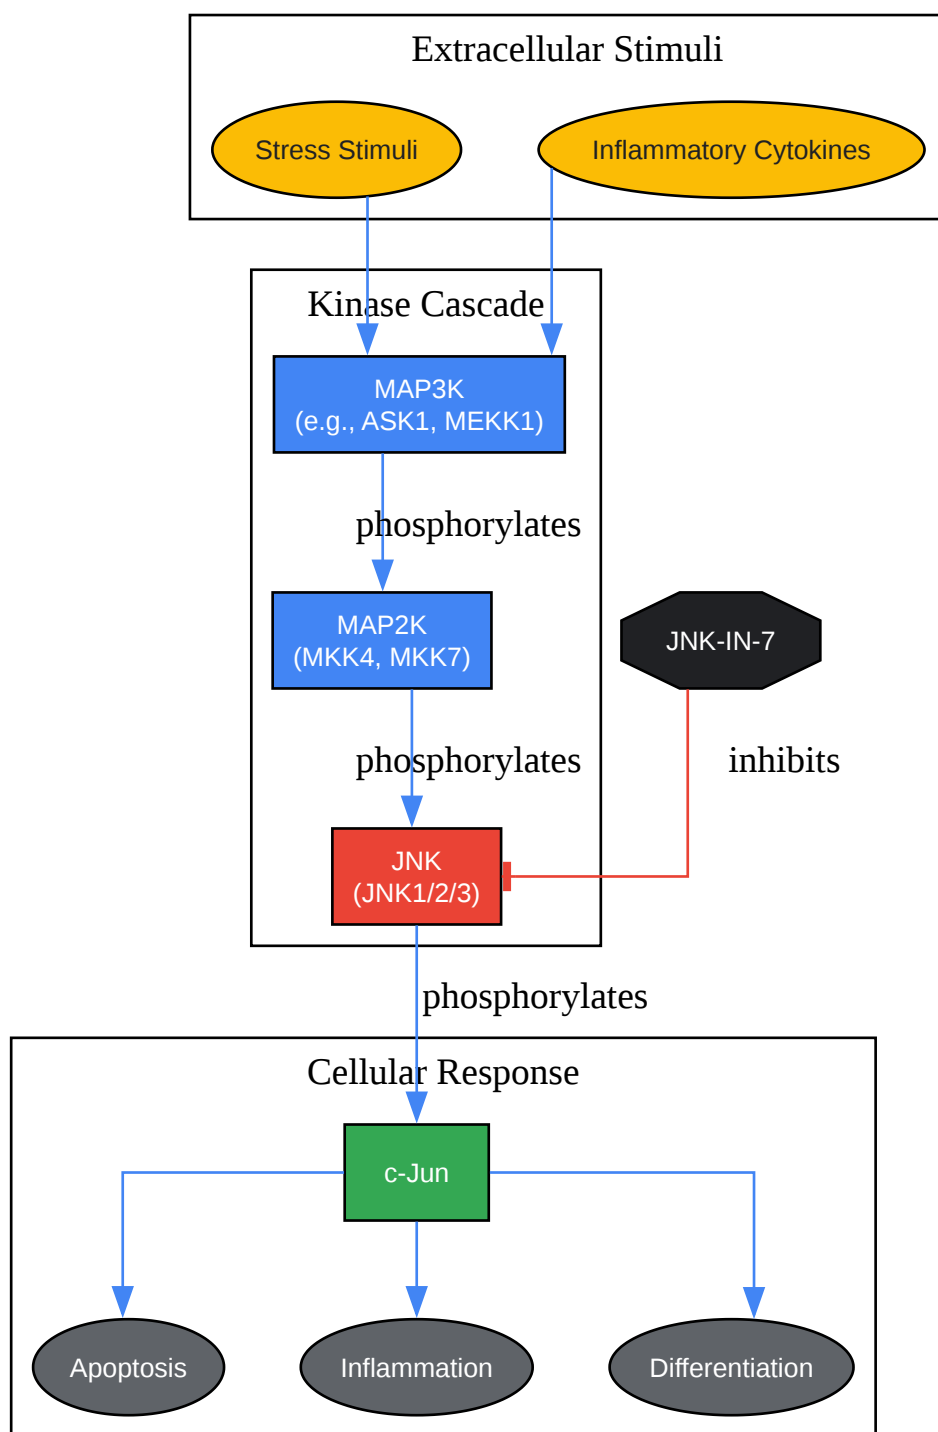 Extracellular Stimuli
Stress Stimuli
Inflammatory Cytokines
Kinase Cascade
MAP3K
(e.g., ASK1, MEKK1)
phosphorylates
MAP2K
(MKK4, MKK7)
JNK-IN-7
phosphorylates
inhibits
JNK
(JNK1/2/3)
phosphorylates
Cellular Response
c-Jun
Apoptosis
Inflammation
Differentiation